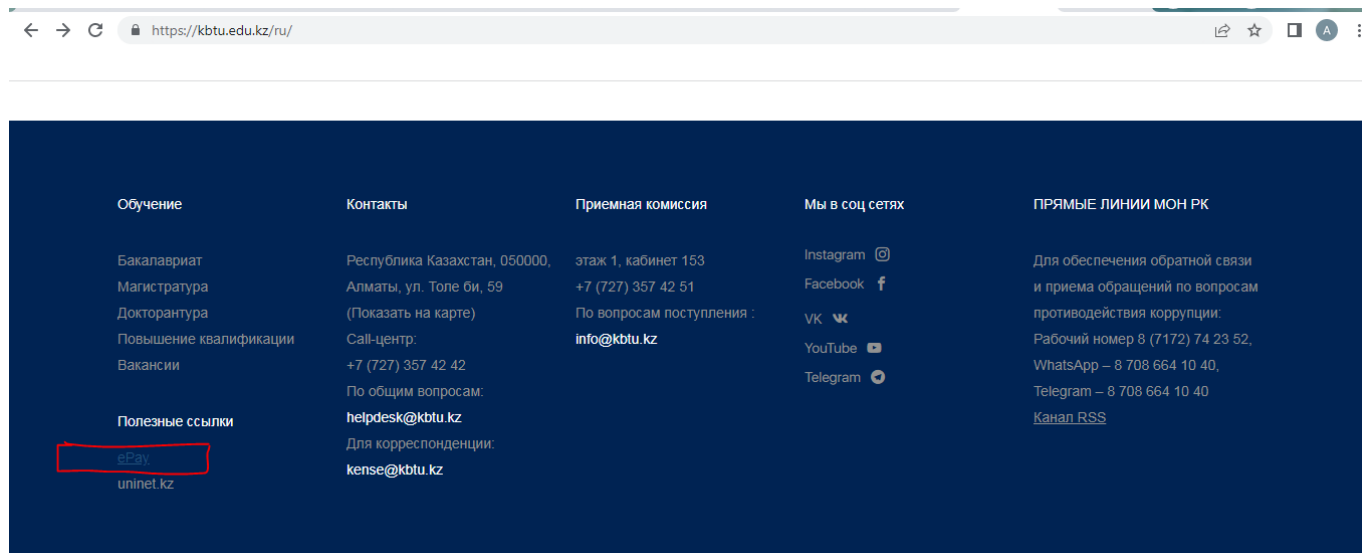 https://kbtu.edu.kz/ru/
A
Обучение
Бакалавриат
Магистратура
Докторантура
Повышение квалификации
Вакансии
Полезные ссылки
ePay
uninet.kz
Контакты
Республика Казахстан, 050000,
Алматы, ул. Толе би, 59
(Показать на карте)
Call-центр:
+7 (727) 357 42 42
По общим вопросам:
helpdesk@kbtu.kz
Для корреспонденции:
kense@kbtu.kz
Приемная комиссия
этаж 1, кабинет 153
+7 (727) 357 42 51
По вопросам поступления :
info@kbtu.kz
Мы в соц сетях
Instagram
Facebook
VK
YouTube
Telegram
ПРЯМЫЕ ЛИНИИ МОН РК
Для обеспечения обратной связи
и приема обращений по вопросам
противодействия коррупции:
Рабочий номер 8 (7172) 74 23 52,
WhatsApp – 8 708 664 10 40,
Telegram – 8 708 664 10 40
Канал RSS